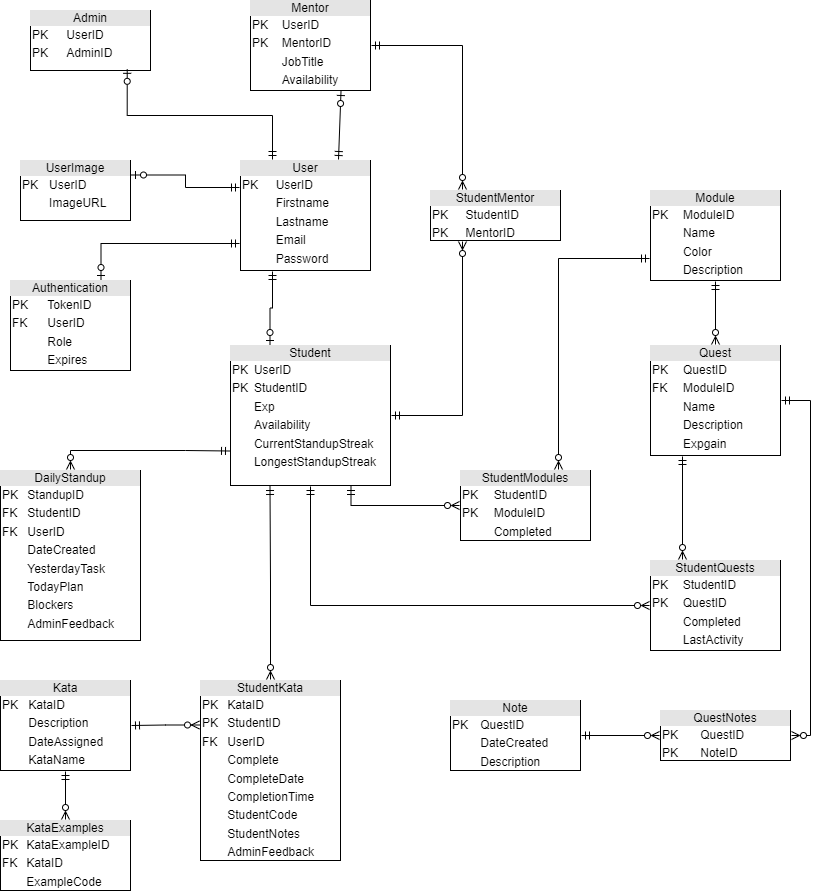 Admin
PK UserID
PK AdminID
Mentor
PK UserID
PK MentorID
JobTitle
Availability
UserImage
PK UserID
ImageURL
User
PK UserID
Firstname
Lastname
Email
Password
StudentMentor
PK StudentID
PK MentorID
Module
PK ModuleID
Name
Color
Description
Authentication
PK TokenID
FK UserID
Role
Expires
Student
PK UserID
PK StudentID
Exp
Availability
CurrentStandupStreak
LongestStandupStreak
Quest
PK QuestID
FK ModuleID
Name
Description
Expgain
DailyStandup
PK StandupID
FK StudentID
FK UserID
DateCreated
YesterdayTask
TodayPlan
Blockers
AdminFeedback
StudentModules
PK StudentID
PK ModuleID
Completed
StudentQuests
PK StudentID
PK QuestID
Completed
LastActivity
Kata
PK KataID
Description
DateAssigned
KataName
StudentKata
PK KataID
PK StudentID
FK UserID
Complete
CompleteDate
CompletionTime
StudentCode
StudentNotes
AdminFeedback
Note
PK QuestID
DateCreated
Description
QuestNotes
PK QuestID
PK NoteID
KataExamples
PK KataExampleID
FK KataID
ExampleCode